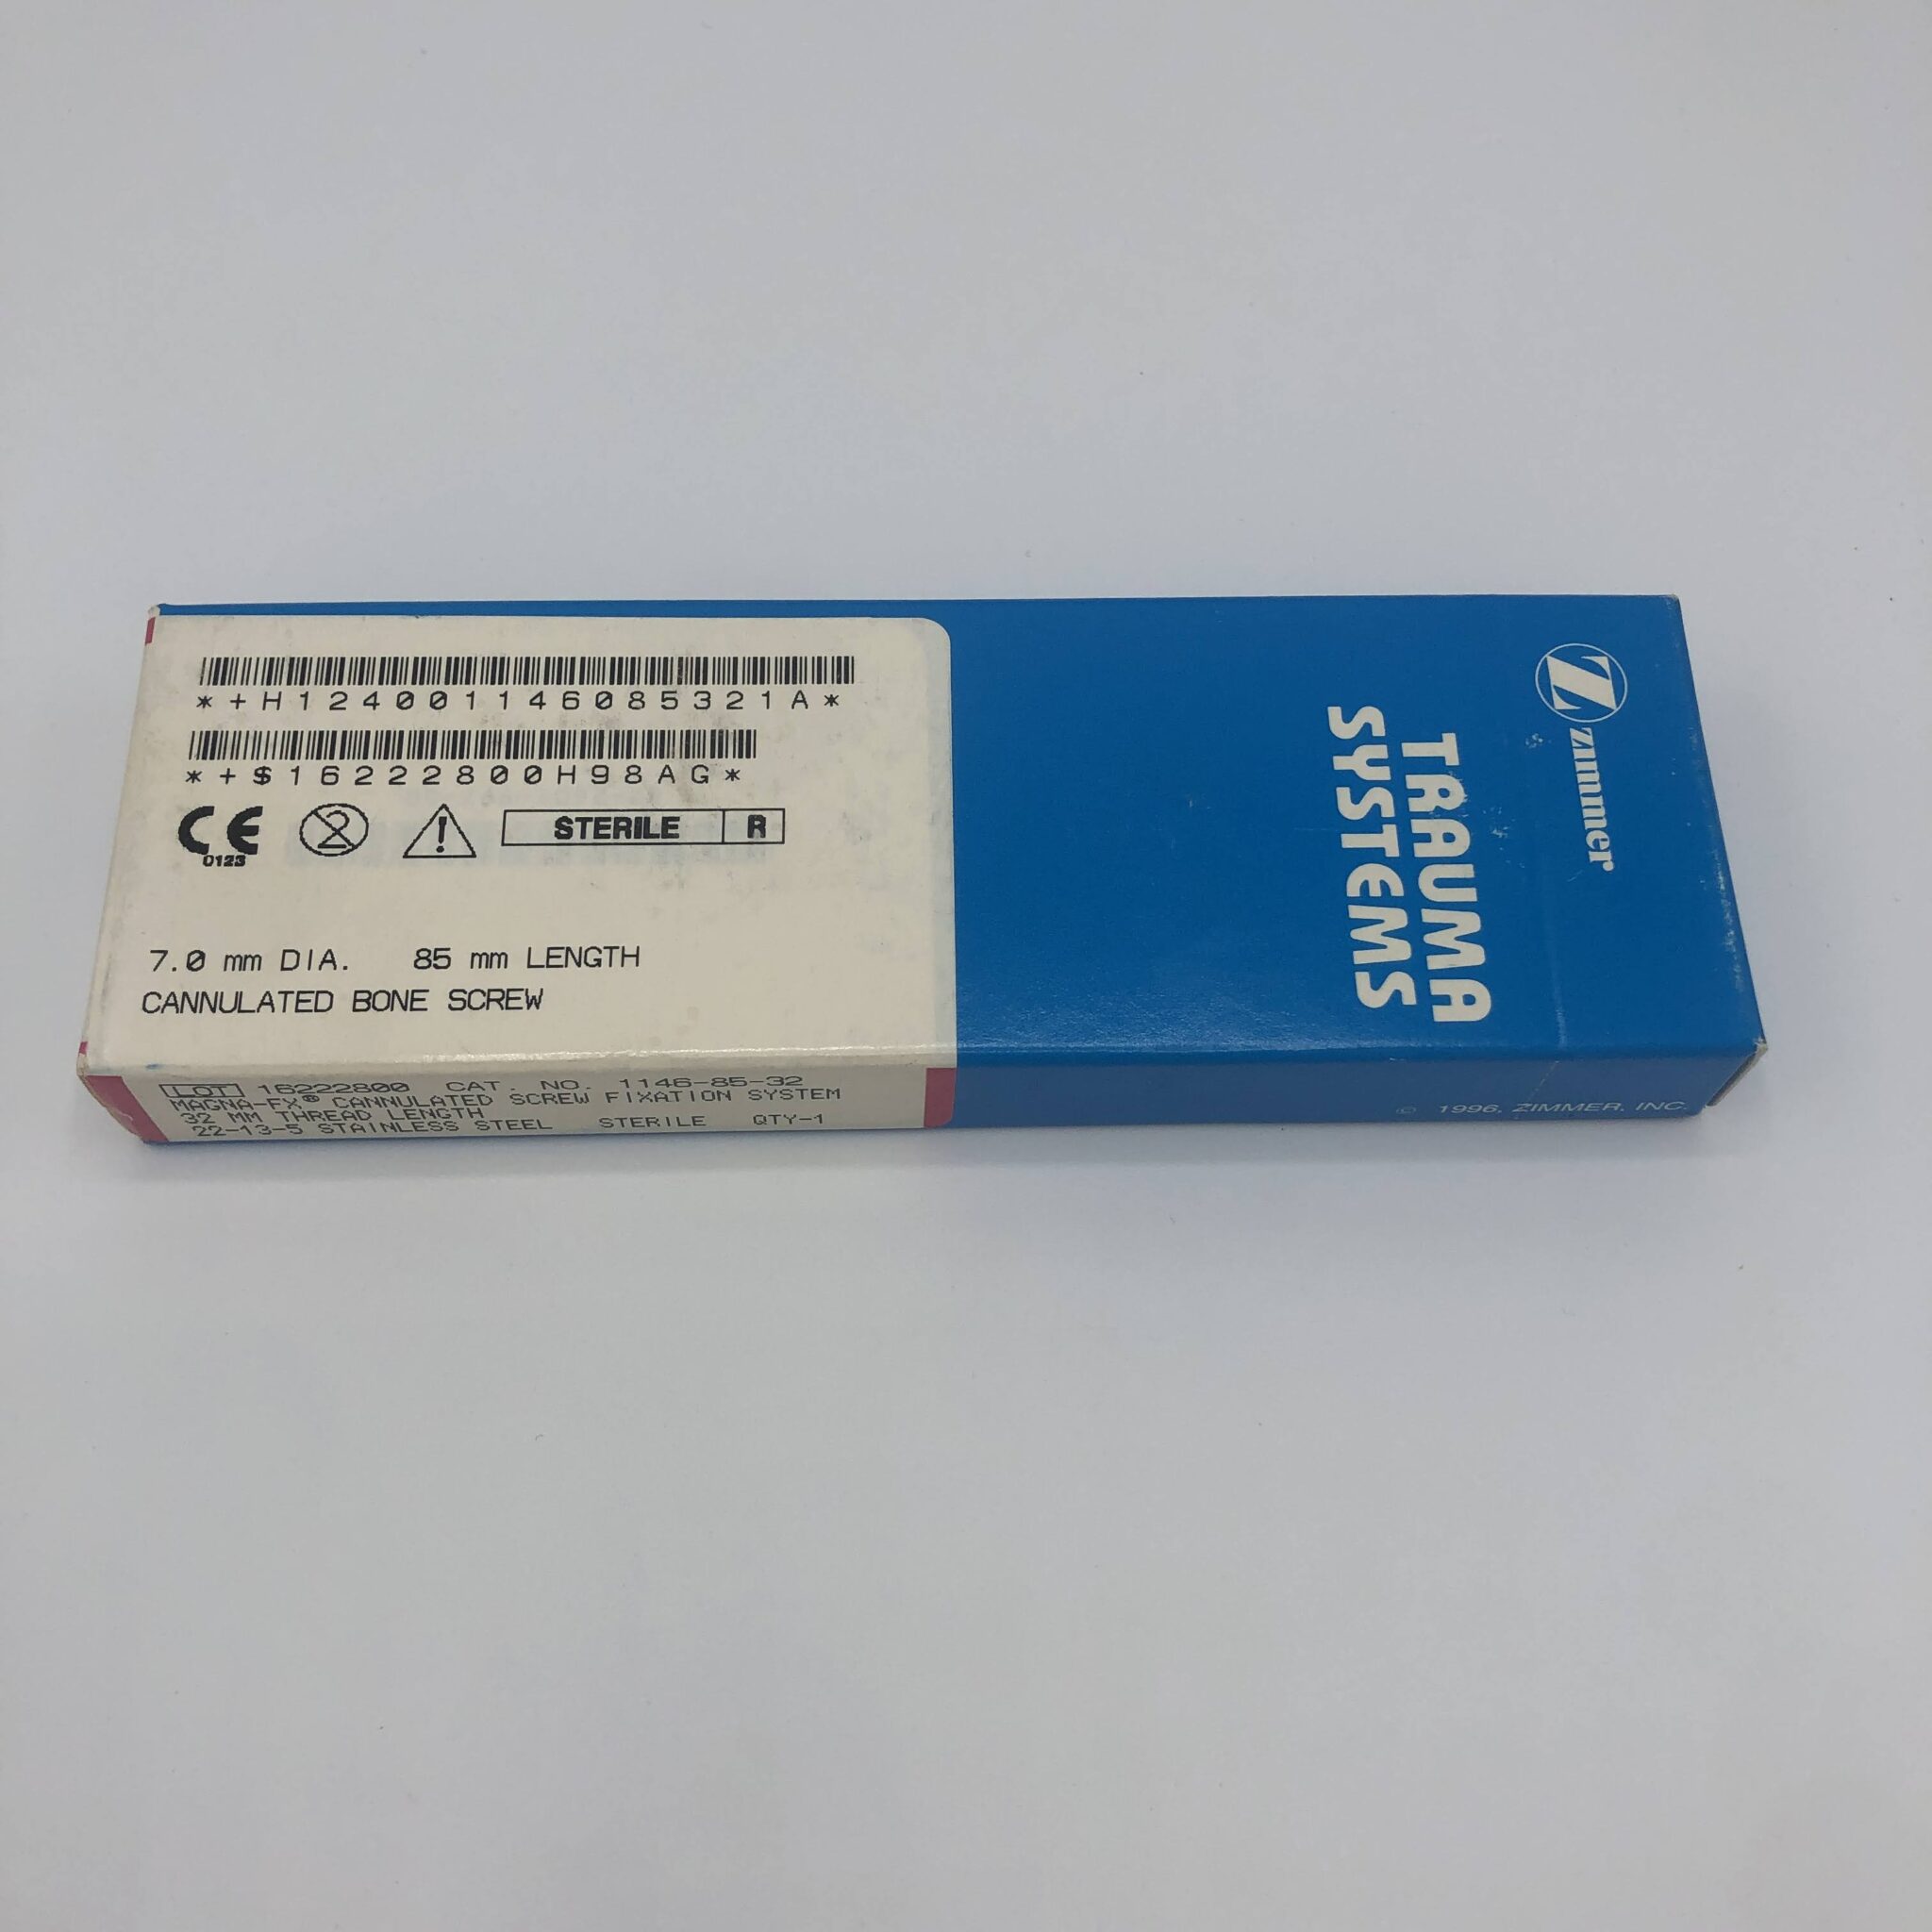 *+H124001146085321A*
*+$16222800H98AG*
CE 0123
2
!
STERILE R
7.0 mm DIA. 85 mm LENGTH
CANNULATED BONE SCREW
LOT 16222800 CAT. NO. 1146-85-32
MAGNA-FX® CANNULATED SCREW FIXATION SYSTEM
32 MM THREAD LENGTH
22-13-5 STAINLESS STEEL STERILE QTY-1
Z zimmer
TRAUMA
SYSTEMS
© 1996, ZIMMER, INC.